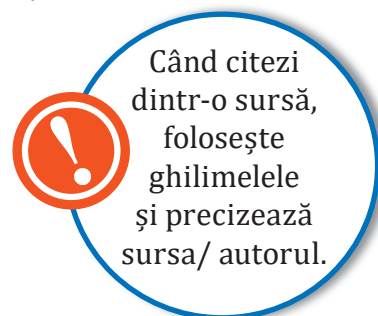 Când citezi
dintr-o sursă,
folosește
ghilimelele
și precizează
sursa/ autorul.